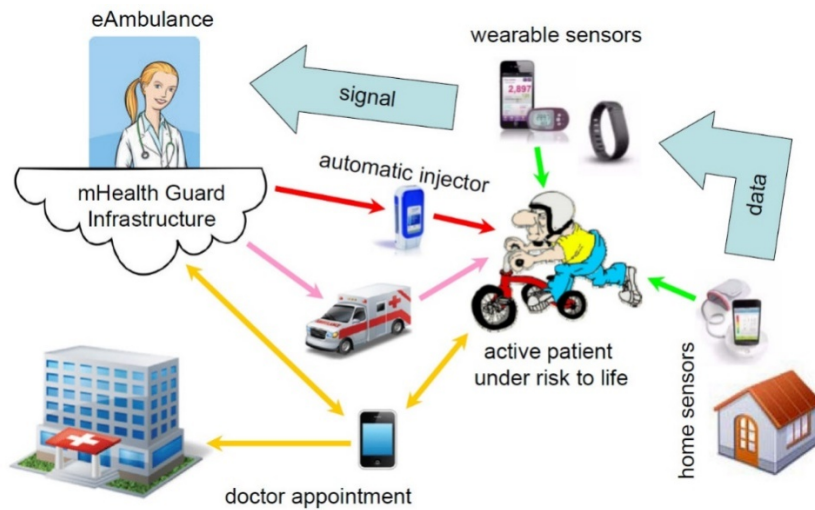 eAmbulance
wearable sensors
signal
2,897
automatic injector
mHealth Guard
Infrastructure
data
active patient
under risk to life
home sensors
doctor appointment